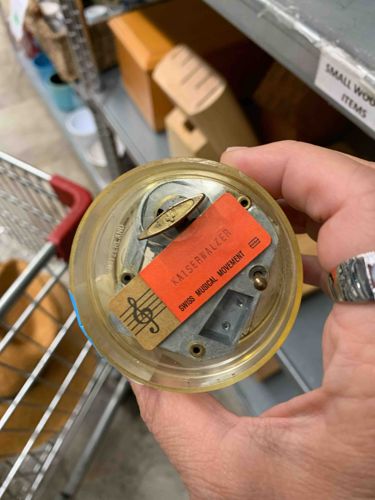 SMALL WOO
ITEMS
KAISERWALZER
SWISS MUSICAL MOVEMENT